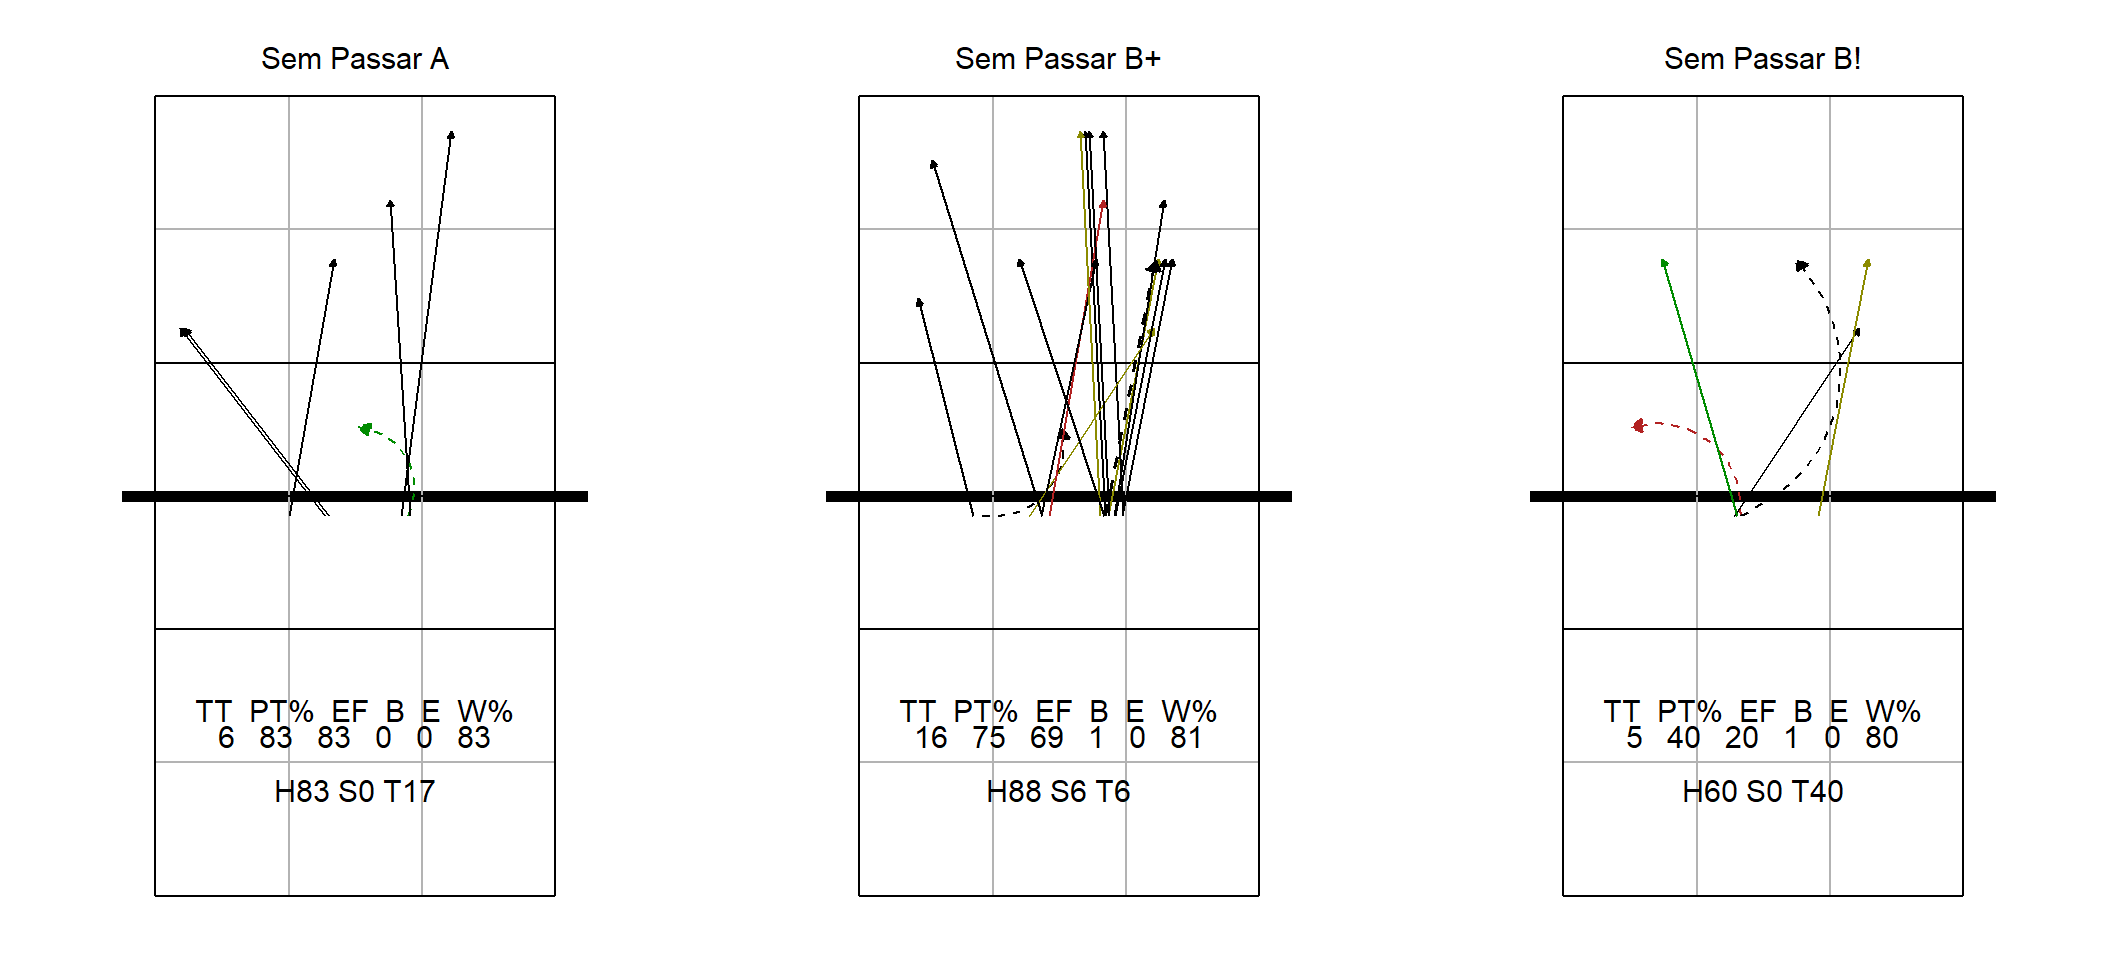 Sem Passar A
TT PT% EF B E W%
6 83 83 0 0 83
H83 S0 T17
Sem Passar B+
TT PT% EF B E W%
16 75 69 1 0 81
H88 S6 T6
Sem Passar B!
TT PT% EF B E W%
5 40 20 1 0 80
H60 S0 T40